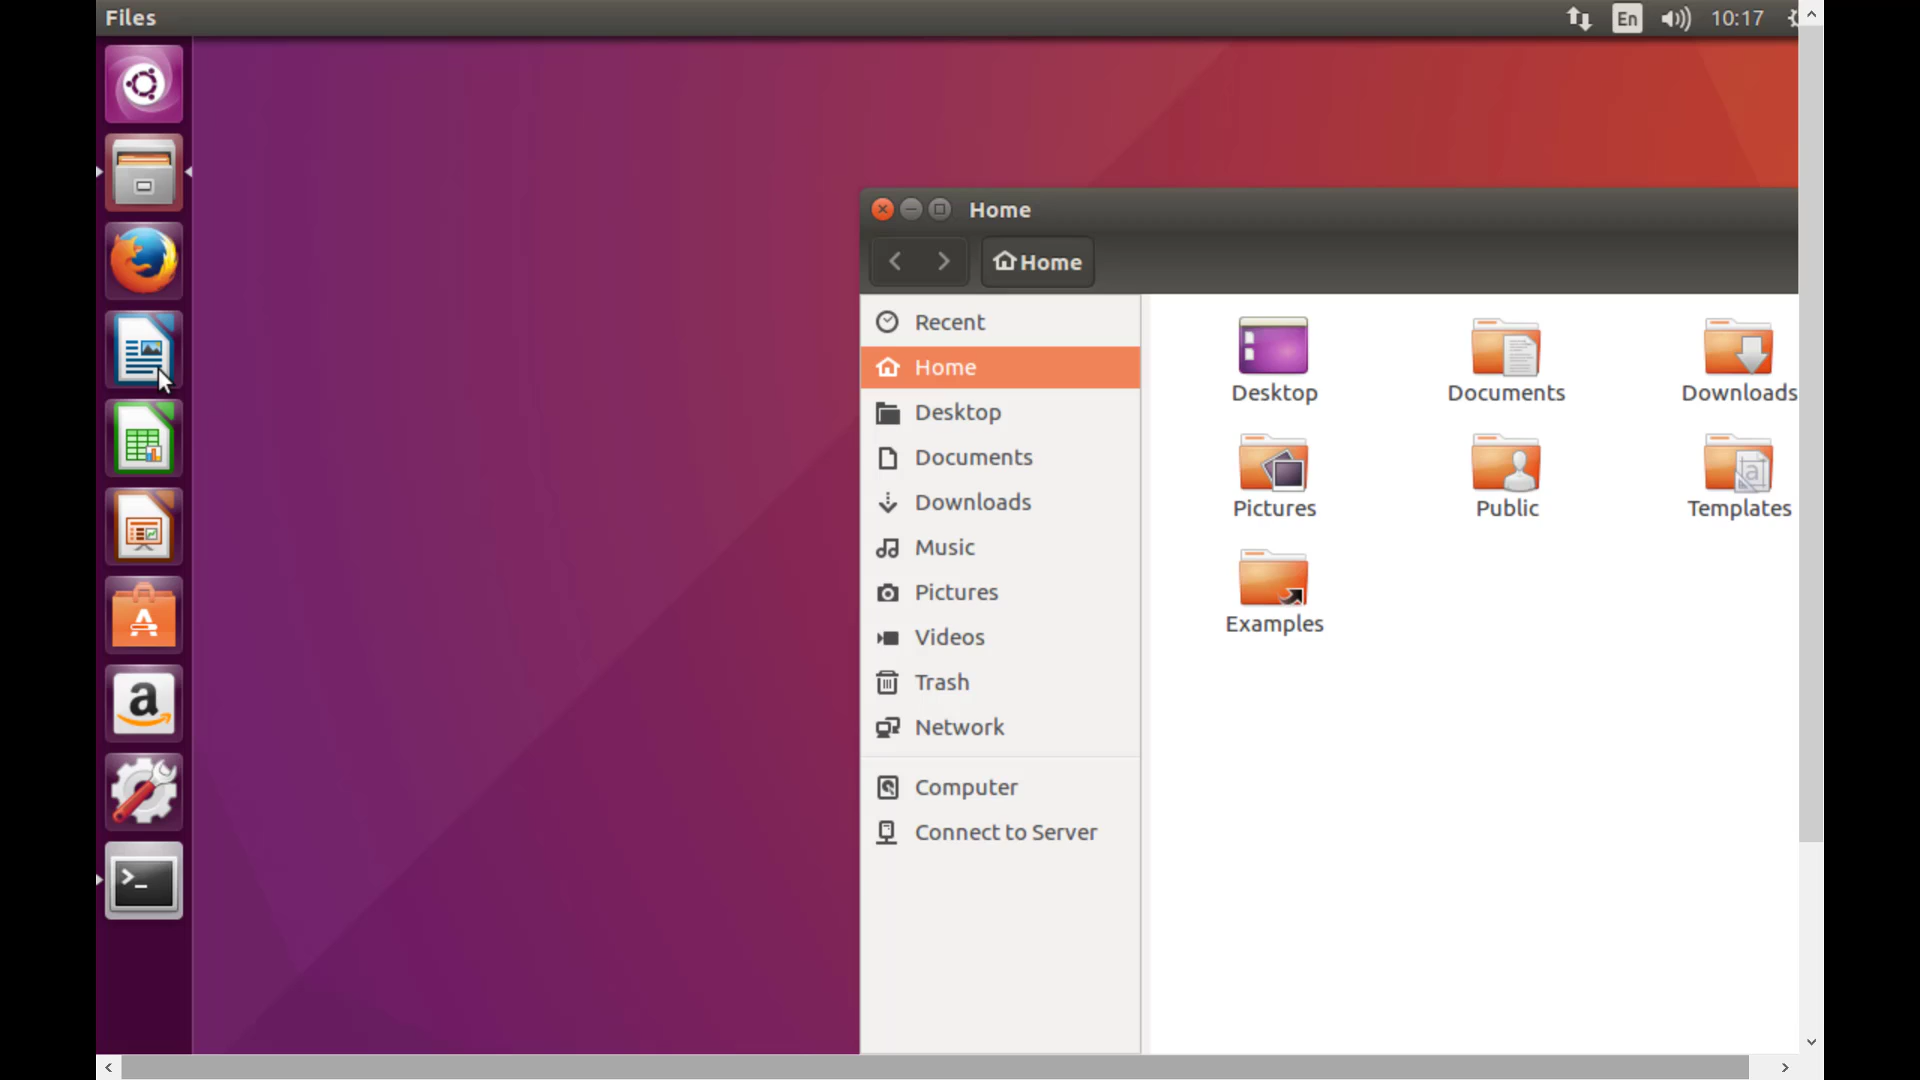 Files
En
10:17
Home
Home
Recent
Home
Desktop
Documents
Downloads
Music
Pictures
Videos
Trash
Network
Computer
Connect to Server
Desktop
Documents
Downloads
Pictures
Public
Templates
Examples